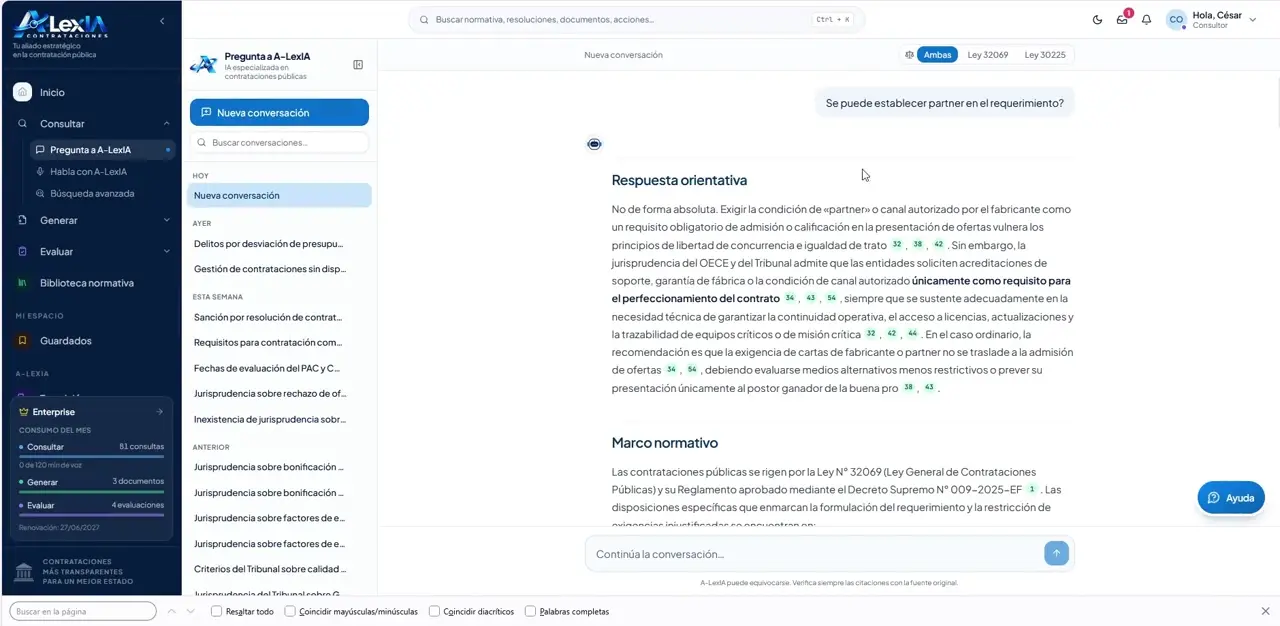 A-LexIA
CONTRATACIONES
Tu aliado estratégico
en la contratación pública
Inicio
Consultar
Pregunta a A-LexIA
Habla con A-LexIA
Búsqueda avanzada
Generar
Evaluar
Biblioteca normativa
MI ESPACIO
Guardados
A-LEXIA
Enterprise
CONSUMO DEL MES
Consultar 81 consultas
0 de 120 min de voz
Generar 3 documentos
Evaluar 4 evaluaciones
Renovación: 27/06/2027
CONTRATACIONES
MÁS TRANSPARENTES
PARA UN MEJOR ESTADO
Buscar normativa, resoluciones, documentos, acciones... Ctrl + K
1
CO
Hola, César
Consultor
Pregunta a A-LexIA
IA especializada en
contrataciones públicas
Nueva conversación
Buscar conversaciones...
HOY
Nueva conversación
AYER
Delitos por desviación de presupu...
Gestión de contrataciones sin disp...
ESTA SEMANA
Sanción por resolución de contrat...
Requisitos para contratación com...
Fechas de evaluación del PAC y C...
Jurisprudencia sobre rechazo de of...
Inexistencia de jurisprudencia sobr...
ANTERIOR
Jurisprudencia sobre bonificación ...
Jurisprudencia sobre bonificación ...
Jurisprudencia sobre factores de e...
Jurisprudencia sobre factores de e...
Criterios del Tribunal sobre calidad ...
Jurisprudencia del Tribunal sobre G...
Nueva conversación
Ambas Ley 32069 Ley 30225
Se puede establecer partner en el requerimiento?
Respuesta orientativa
No de forma absoluta. Exigir la condición de «partner» o canal autorizado por el fabricante como
un requisito obligatorio de admisión o calificación en la presentación de ofertas vulnera los
principios de libertad de concurrencia e igualdad de trato 32 , 38 , 42 . Sin embargo, la
jurisprudencia del OECE y del Tribunal admite que las entidades soliciten acreditaciones de
soporte, garantía de fábrica o la condición de canal autorizado únicamente como requisito para
el perfeccionamiento del contrato 34 , 43 , 54 , siempre que se sustente adecuadamente en la
necesidad técnica de garantizar la continuidad operativa, el acceso a licencias, actualizaciones y
la trazabilidad de equipos críticos o de misión crítica 32 , 42 , 44 . En el caso ordinario, la
recomendación es que la exigencia de cartas de fabricante o partner no se traslade a la admisión
de ofertas 34 , 54 , debiendo evaluarse medios alternativos menos restrictivos o prever su
presentación únicamente al postor ganador de la buena pro 38 , 43 .
Marco normativo
Las contrataciones públicas se rigen por la Ley N° 32069 (Ley General de Contrataciones
Públicas) y su Reglamento aprobado mediante el Decreto Supremo N° 009-2025-EF 1 . Las
disposiciones específicas que enmarcan la formulación del requerimiento y la restricción de
exigencias injustificadas se encuentran en:
Continúa la conversación...
A-LexIA puede equivocarse. Verifica siempre las citaciones con la fuente original.
Ayuda
Buscar en la página
Resaltar todo
Coincidir mayúsculas/minúsculas
Coincidir diacríticos
Palabras completas